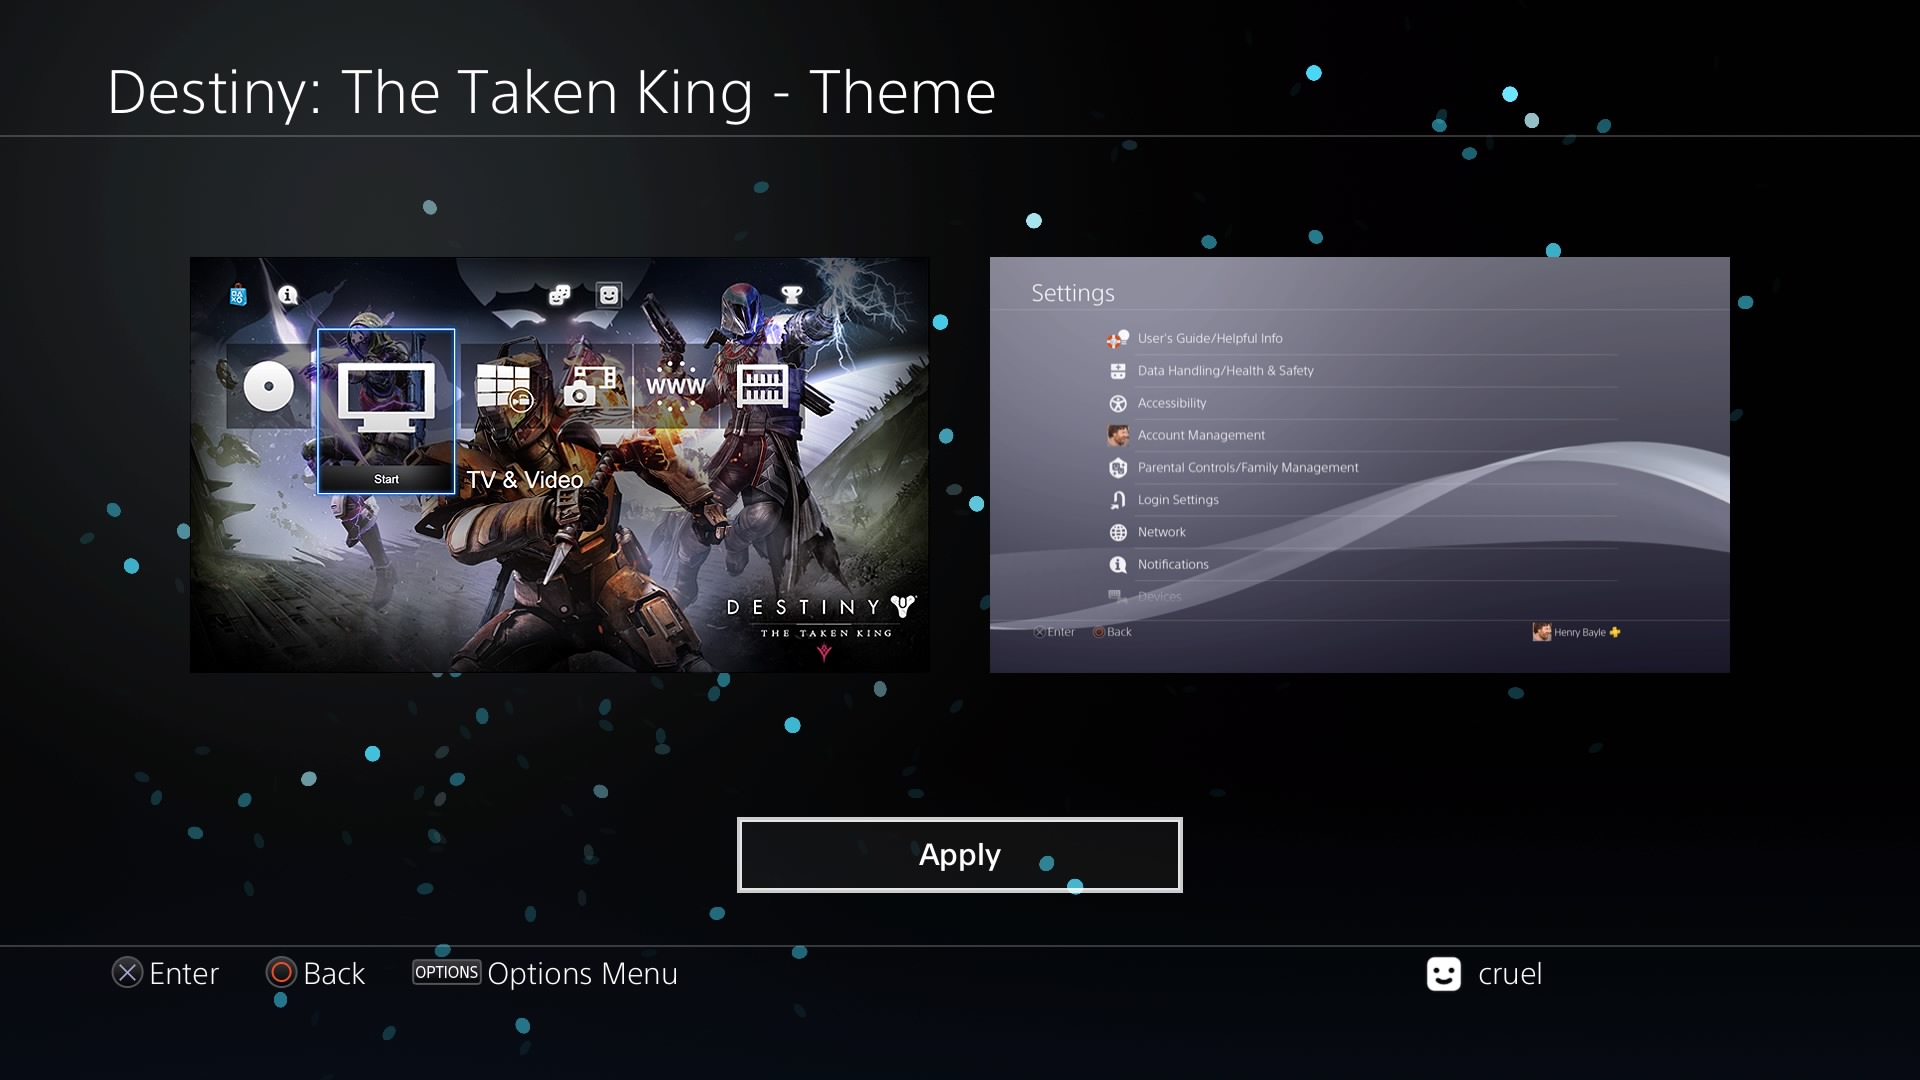 Destiny: The Taken King - Theme
Start
TV & Video
www
DESTINY
THE TAKEN KING
Settings
User's Guide/Helpful Info
Data Handling/Health & Safety
Accessibility
Account Management
Parental Controls/Family Management
Login Settings
Network
Notifications
Devices
Enter
Back
Henry Bayle
Apply
Enter
Back
OPTIONS Options Menu
cruel